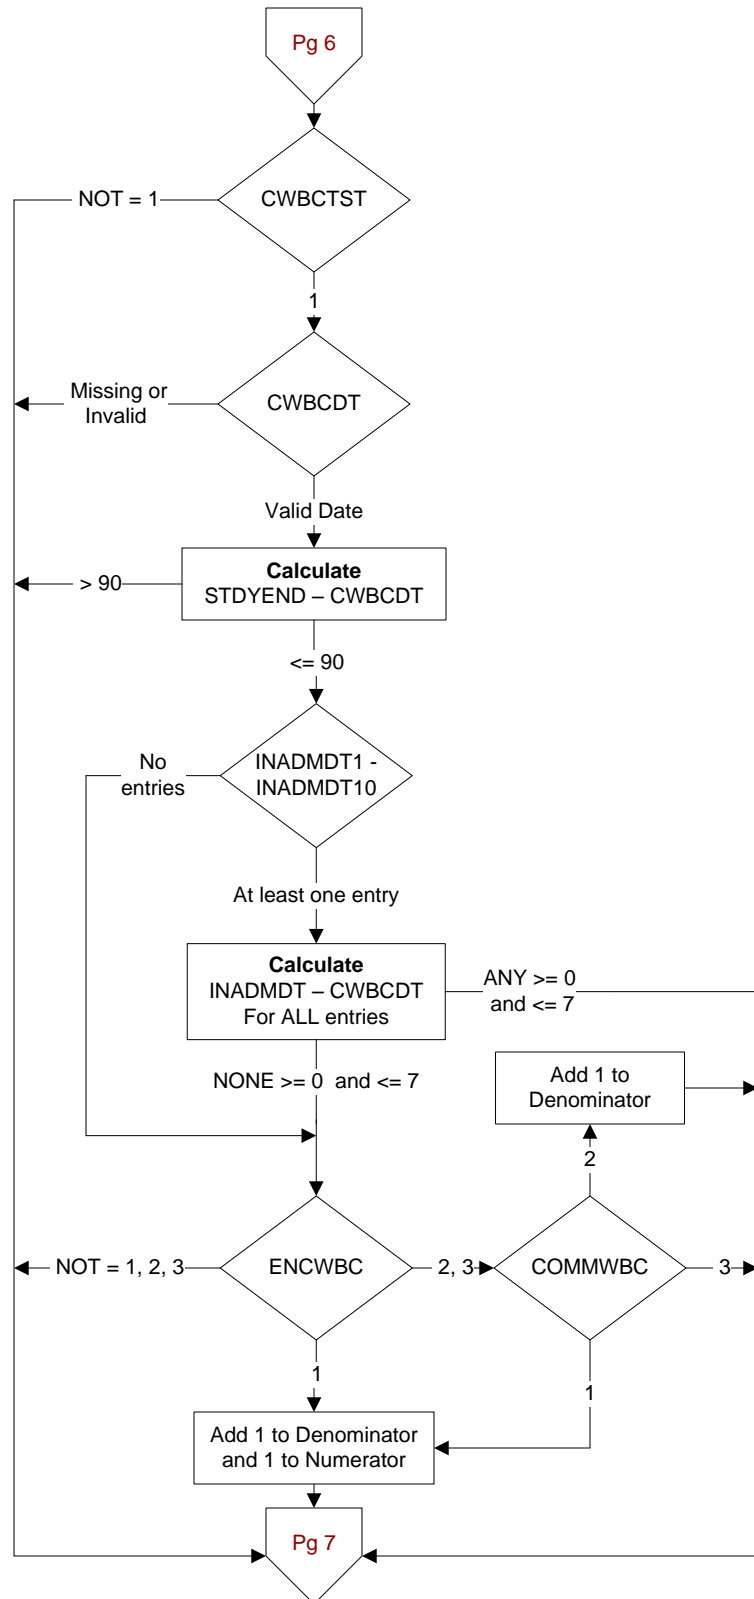 Pg 6
CWBCTST
NOT = 1
1
CWBCDT
Missing or
Invalid
Valid Date
Calculate
STDYEND – CWBCDT
> 90
<= 90
INADMDT1 -
INADMDT10
No
entries
At least one entry
Calculate
INADMDT – CWBCDT
For ALL entries
ANY >= 0
and <= 7
NONE >= 0 and <= 7
Add 1 to
Denominator
2
NOT = 1, 2, 3
ENCWBC
2, 3
COMMWBC
3
1
1
Add 1 to Denominator
and 1 to Numerator
Pg 7